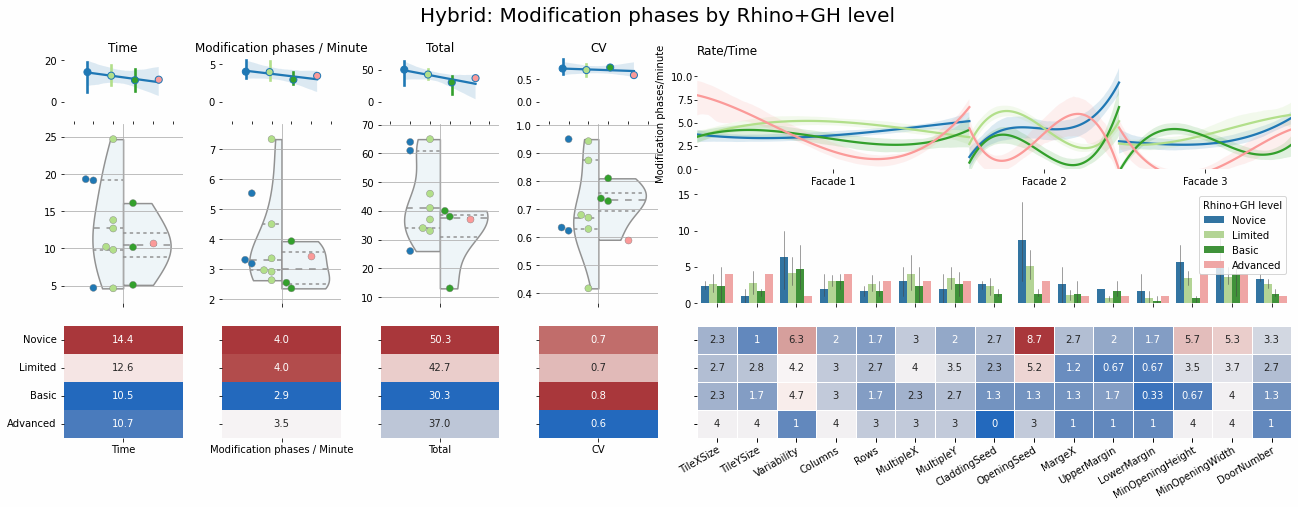 Hybrid: Modification phases by Rhino+GH level
Time
20
0
Modification phases / Minute
5
0
Total
50
0
CV
0.5
0.0
Rate/Time
Modification phases/minute
10.0
7.5
5.0
2.5
0.0
Facade 1 Facade 2 Facade 3
25
20
15
10
5
7
6
5
4
3
2
70
60
50
40
30
20
10
1.0
0.9
0.8
0.7
0.6
0.5
0.4
15
10
5
0
Rhino+GH level
Novice
Limited
Basic
Advanced
Novice 14.4 4.0 50.3 0.7 2.3 1 6.3 2 1.7 3 2 2.7 8.7 2.7 2 1.7 5.7 5.3 3.3
Limited 12.6 4.0 42.7 0.7 2.7 2.8 4.2 3 2.7 4 3.5 2.3 5.2 1.2 0.67 0.67 3.5 3.7 2.7
Basic 10.5 2.9 30.3 0.8 2.3 1.7 4.7 3 1.7 2.3 2.7 1.3 1.3 1.3 1.7 0.33 0.67 4 1.3
Advanced 10.7 3.5 37.0 0.6 4 4 1 4 3 3 3 0 3 1 1 1 4 4 1
Time Modification phases / Minute Total CV
TileXSize TileYSize Variability Columns Rows MultipleX MultipleY CladdingSeed OpeningSeed MargeX UpperMargin LowerMargin MinOpeningHeight MinOpeningWidth DoorNumber